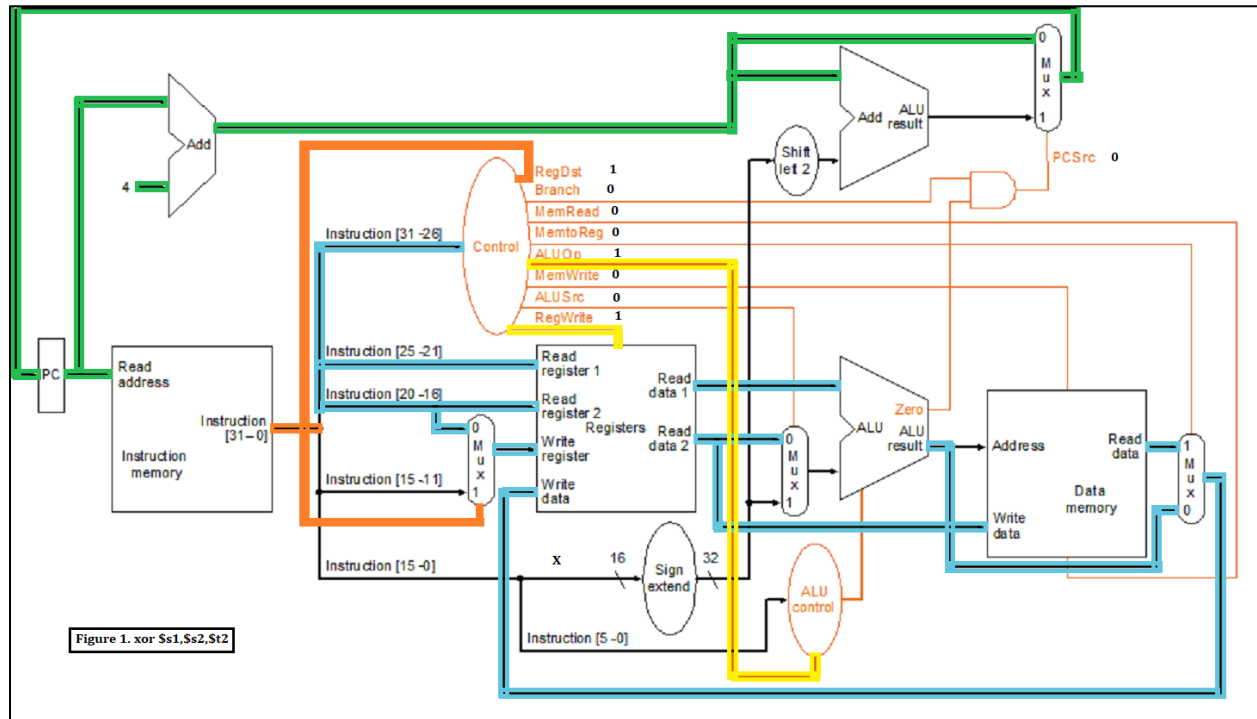 0
M
u
x
1
Add
ALU
result
Add
4
Shift
left 2
PCSrc 0
RegDst 1
Branch 0
MemRead 0
MemtoReg 0
ALUOp 1
MemWrite 0
ALUSrc 0
RegWrite 1
Control
Instruction [31-26]
Instruction [25-21]
Instruction [20-16]
Instruction [15-11]
Instruction [15-0]
Instruction [5-0]
PC
Read
address
Instruction
[31-0]
Instruction
memory
0
M
u
x
1
Read
register 1
Read
register 2
Write
register
Write
data
Registers
Read
data 1
Read
data 2
0
M
u
x
1
Zero
ALU
ALU
result
Address
Write
data
Read
data
Data
memory
1
M
u
x
0
X
16
Sign
extend
32
ALU
control
Figure 1. xor $s1,$s2,$t2